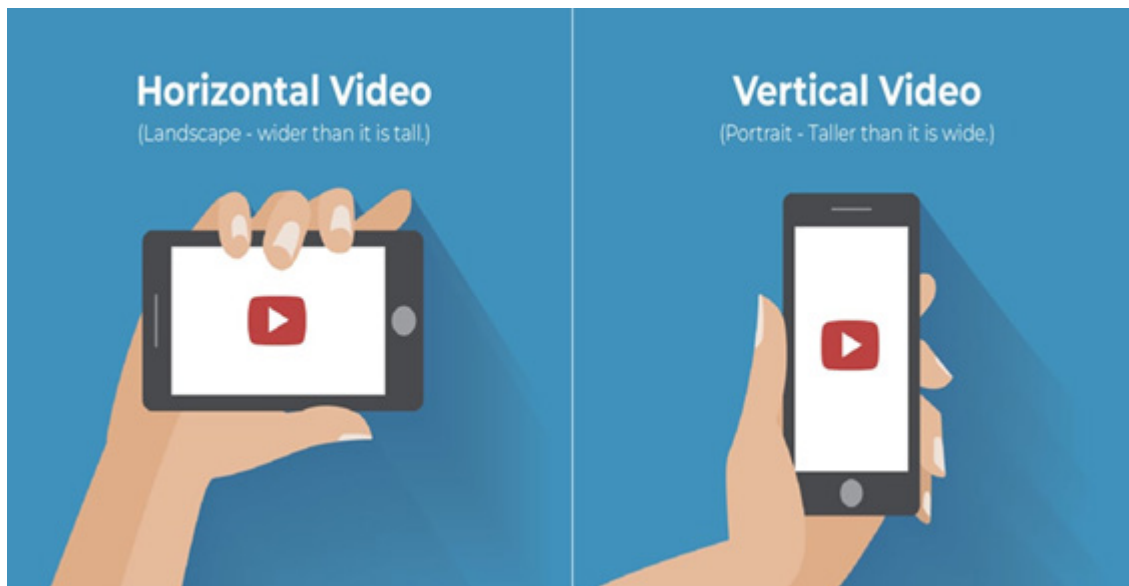 Horizontal Video
(Landscape - wider than it is tall.)
Vertical Video
(Portrait - Taller than it is wide.)